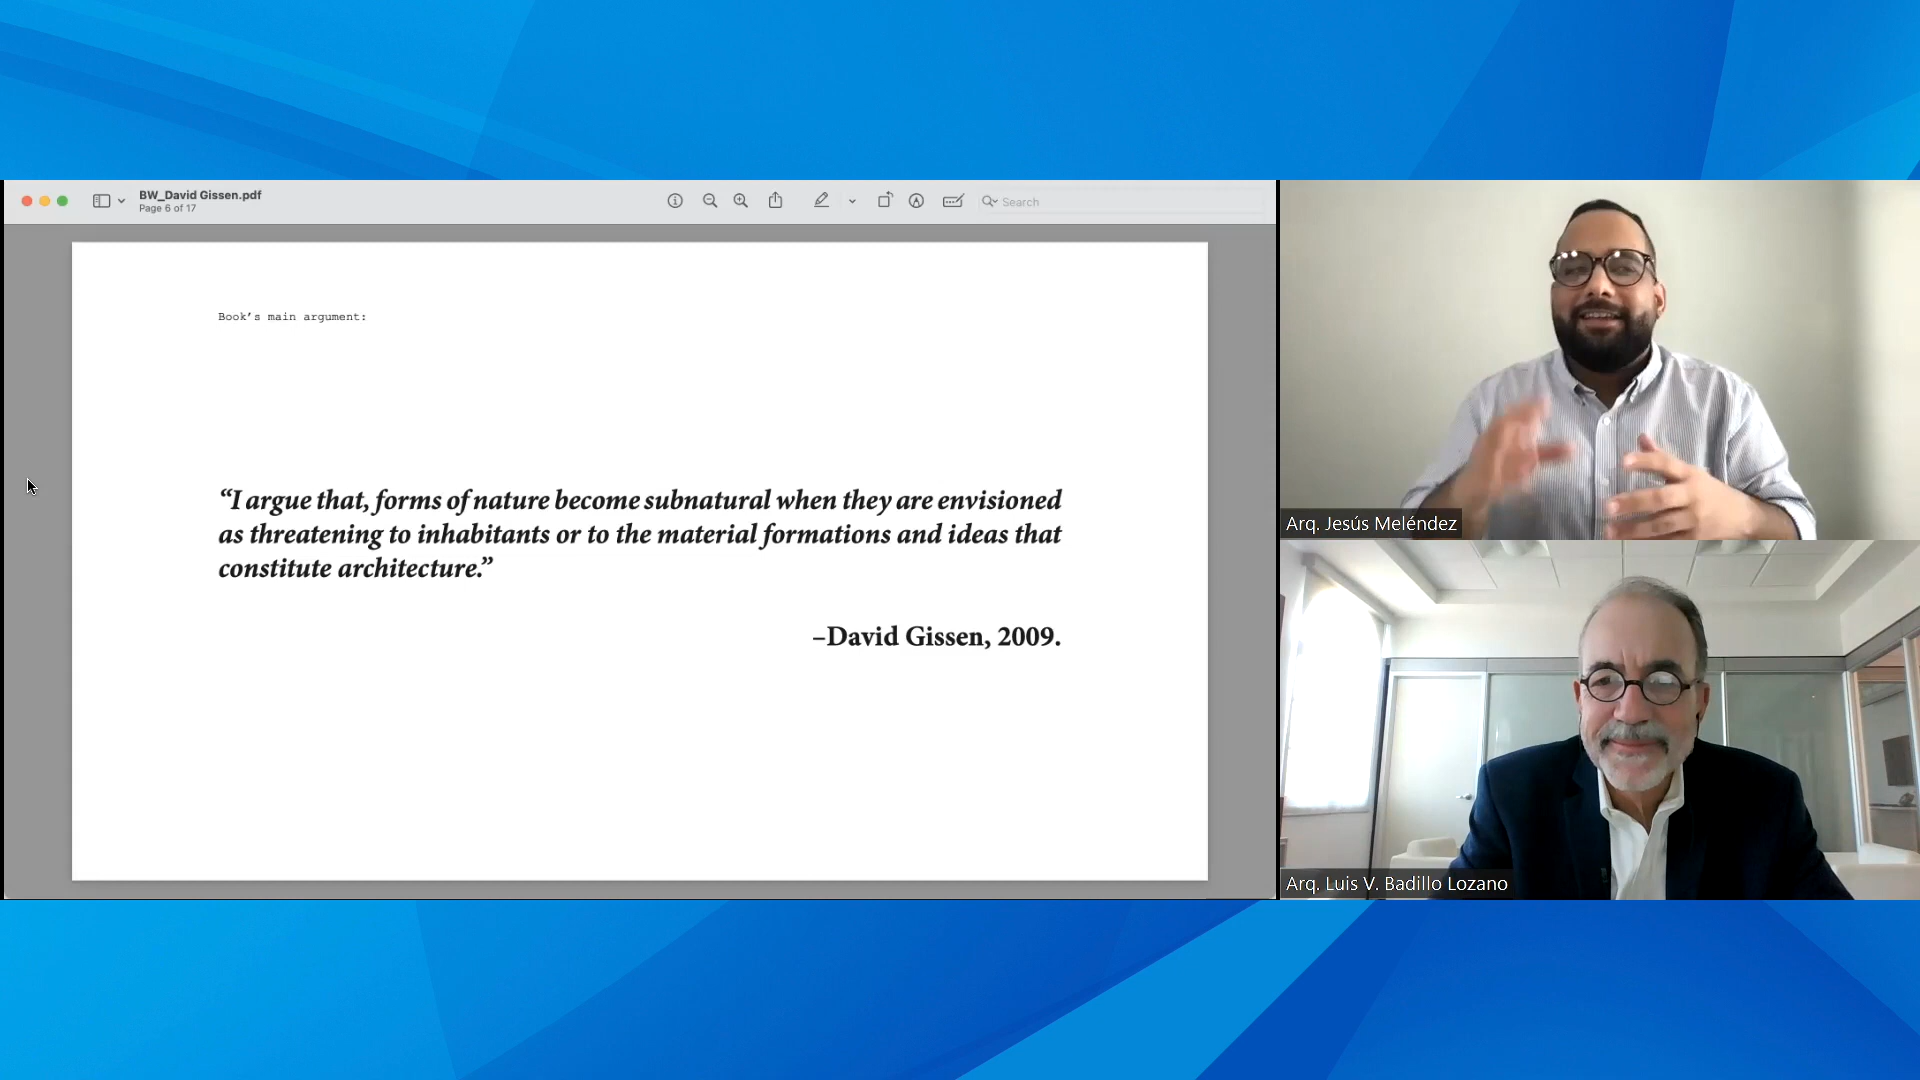 BW_David Gissen.pdf
Page 6 of 17
Search
Book's main argument:
“I argue that, forms of nature become subnatural when they are envisioned
as threatening to inhabitants or to the material formations and ideas that
constitute architecture.”
–David Gissen, 2009.
Arq. Jesús Meléndez
Arq. Luis V. Badillo Lozano